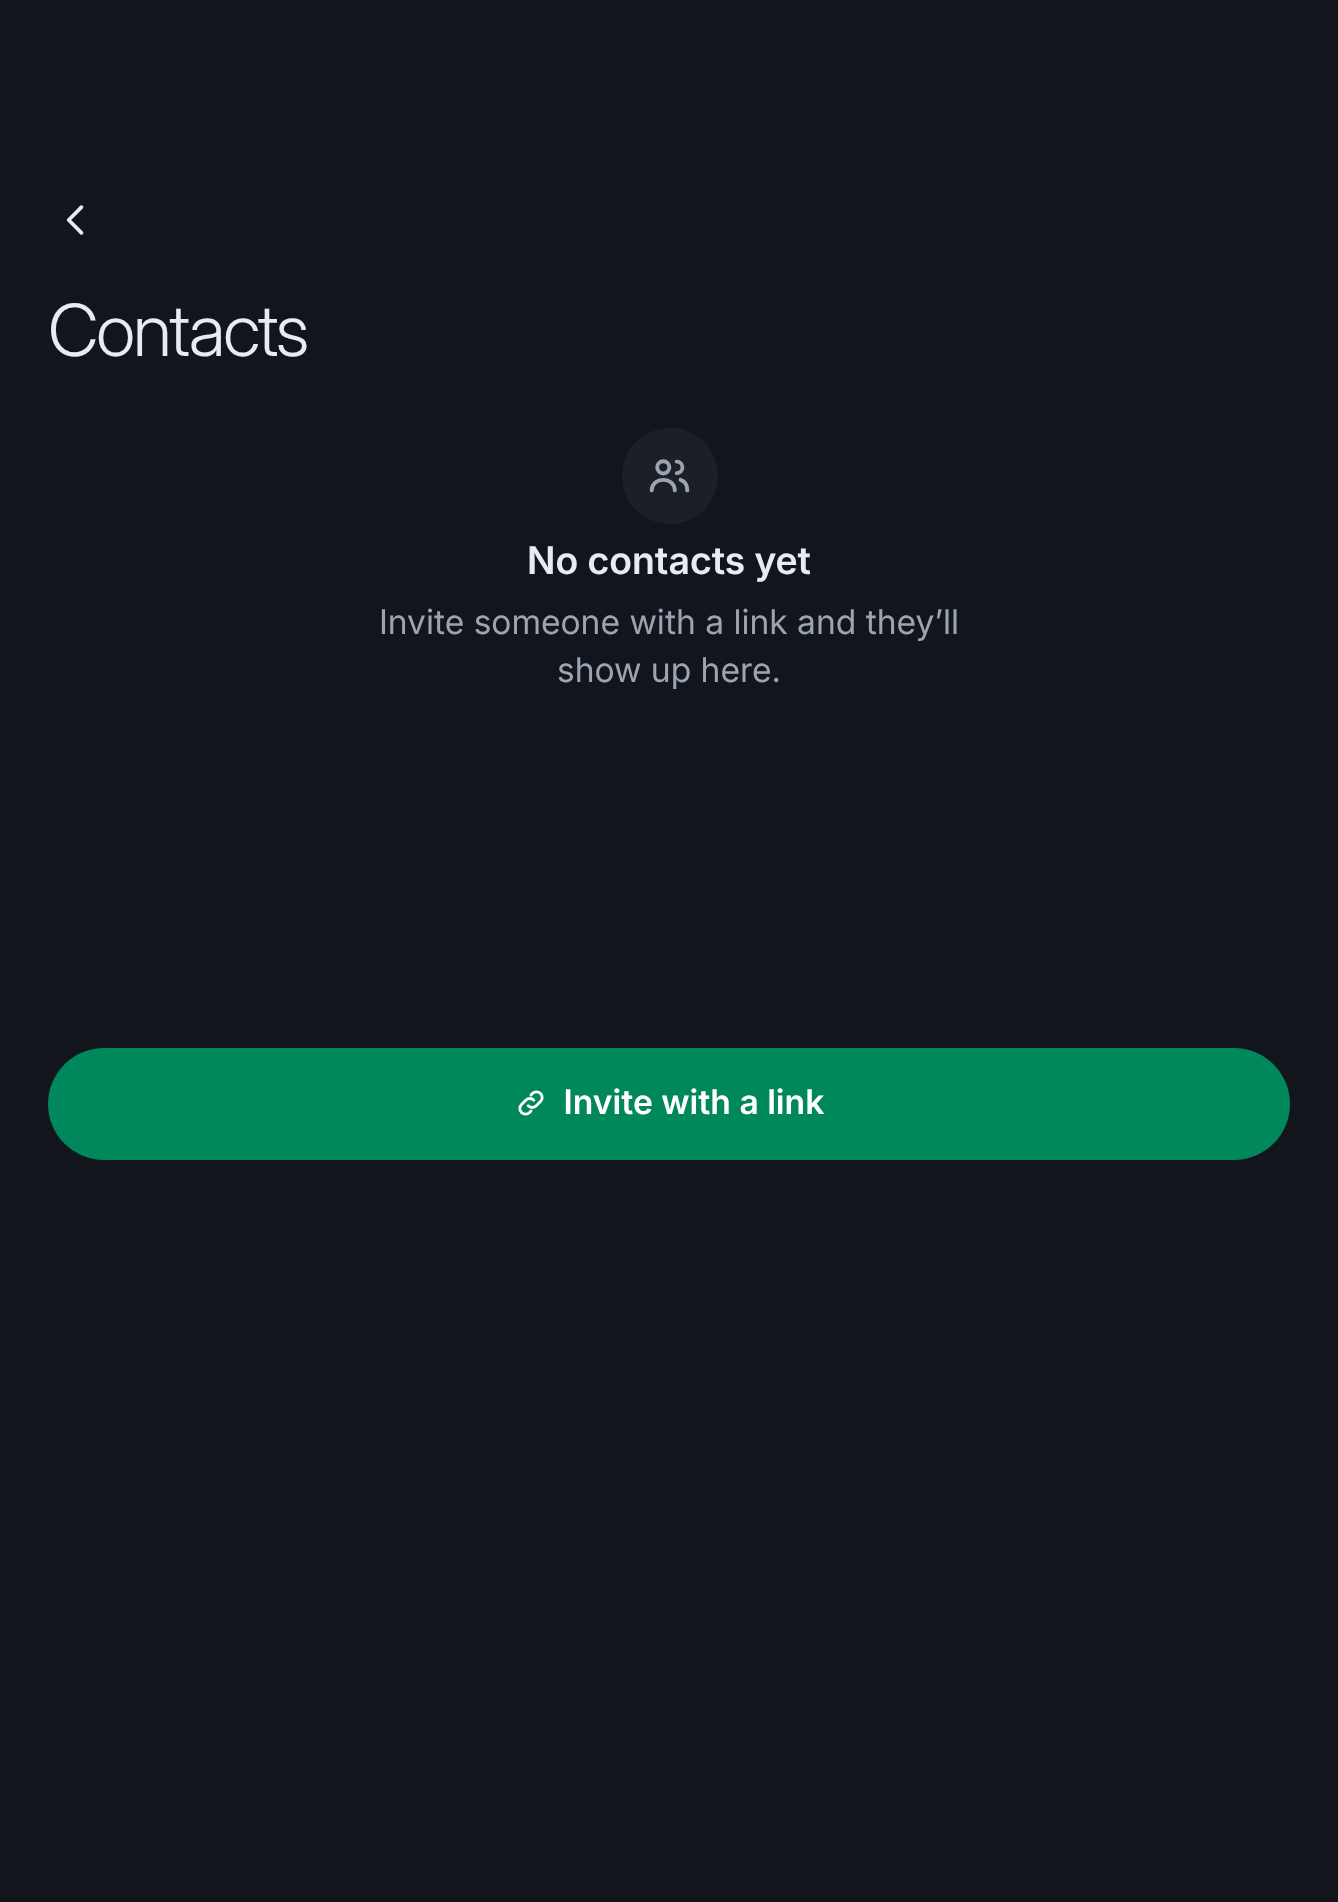 Contacts
No contacts yet
Invite someone with a link and they’ll
show up here.
Invite with a link